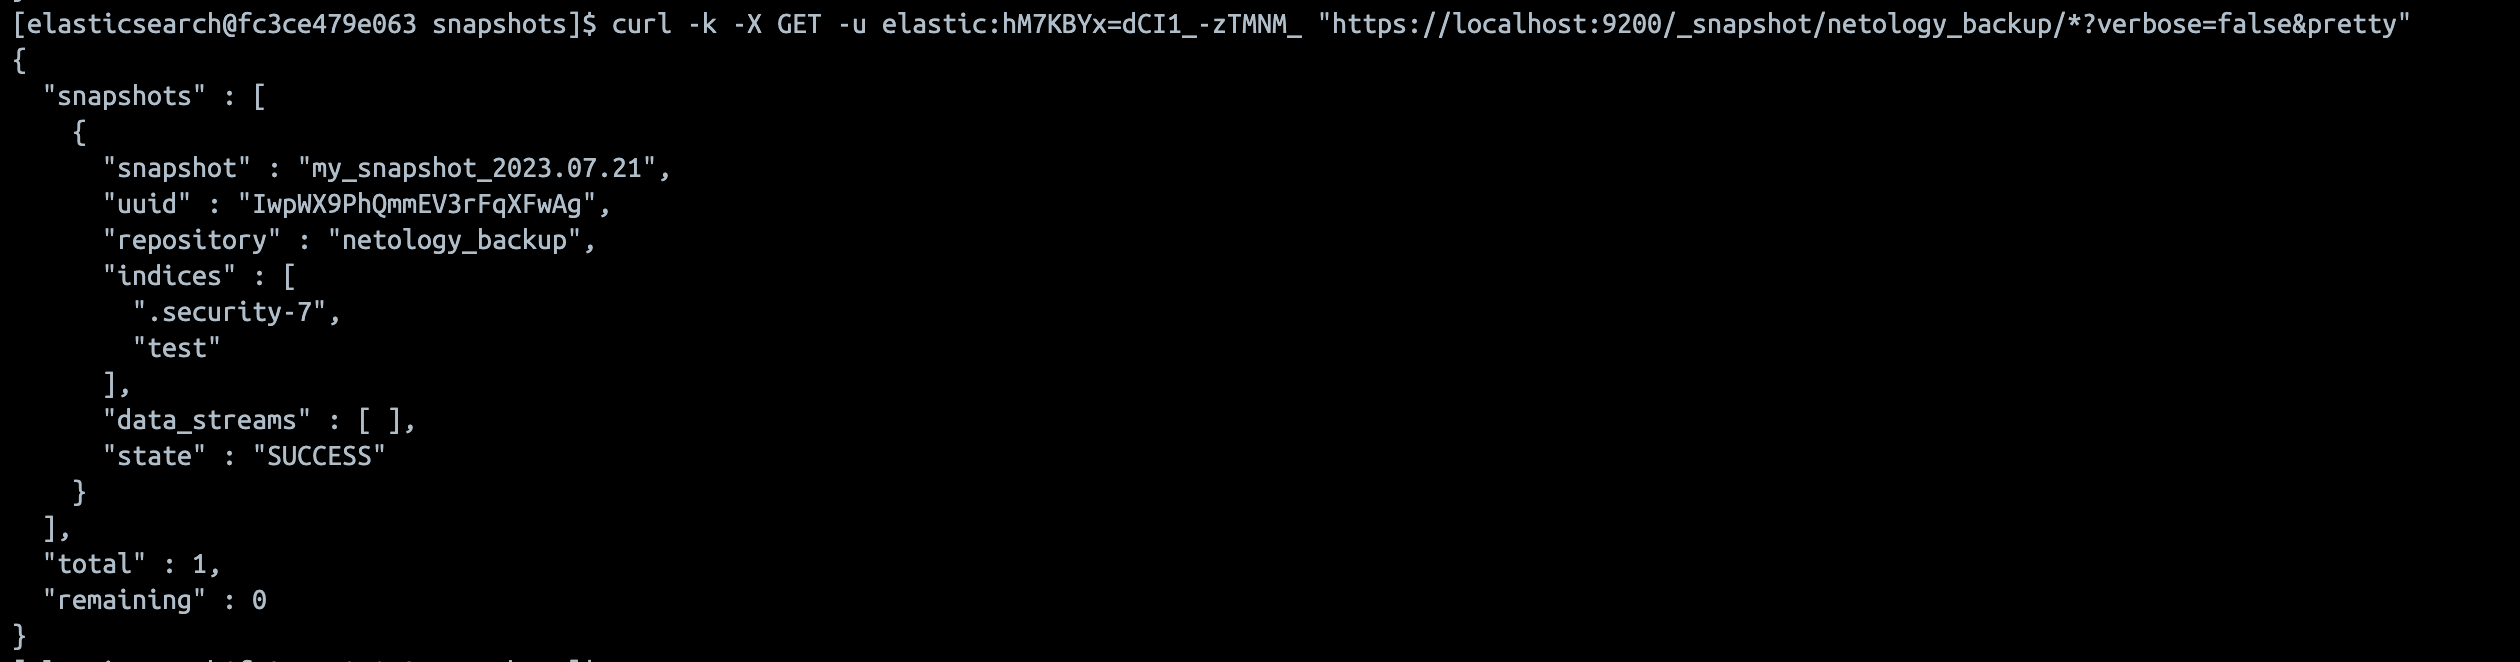 [elasticsearch@fc3ce479e063 snapshots]$ curl -k -X GET -u elastic:hM7KBYx=dCI1_-zTMNM_ "https://localhost:9200/_snapshot/netology_backup/*?verbose=false&pretty"
{
  "snapshots" : [
    {
      "snapshot" : "my_snapshot_2023.07.21",
      "uuid" : "IwpWX9PhQmmEV3rFqXFwAg",
      "repository" : "netology_backup",
      "indices" : [
        ".security-7",
        "test"
      ],
      "data_streams" : [ ],
      "state" : "SUCCESS"
    }
  ],
  "total" : 1,
  "remaining" : 0
}